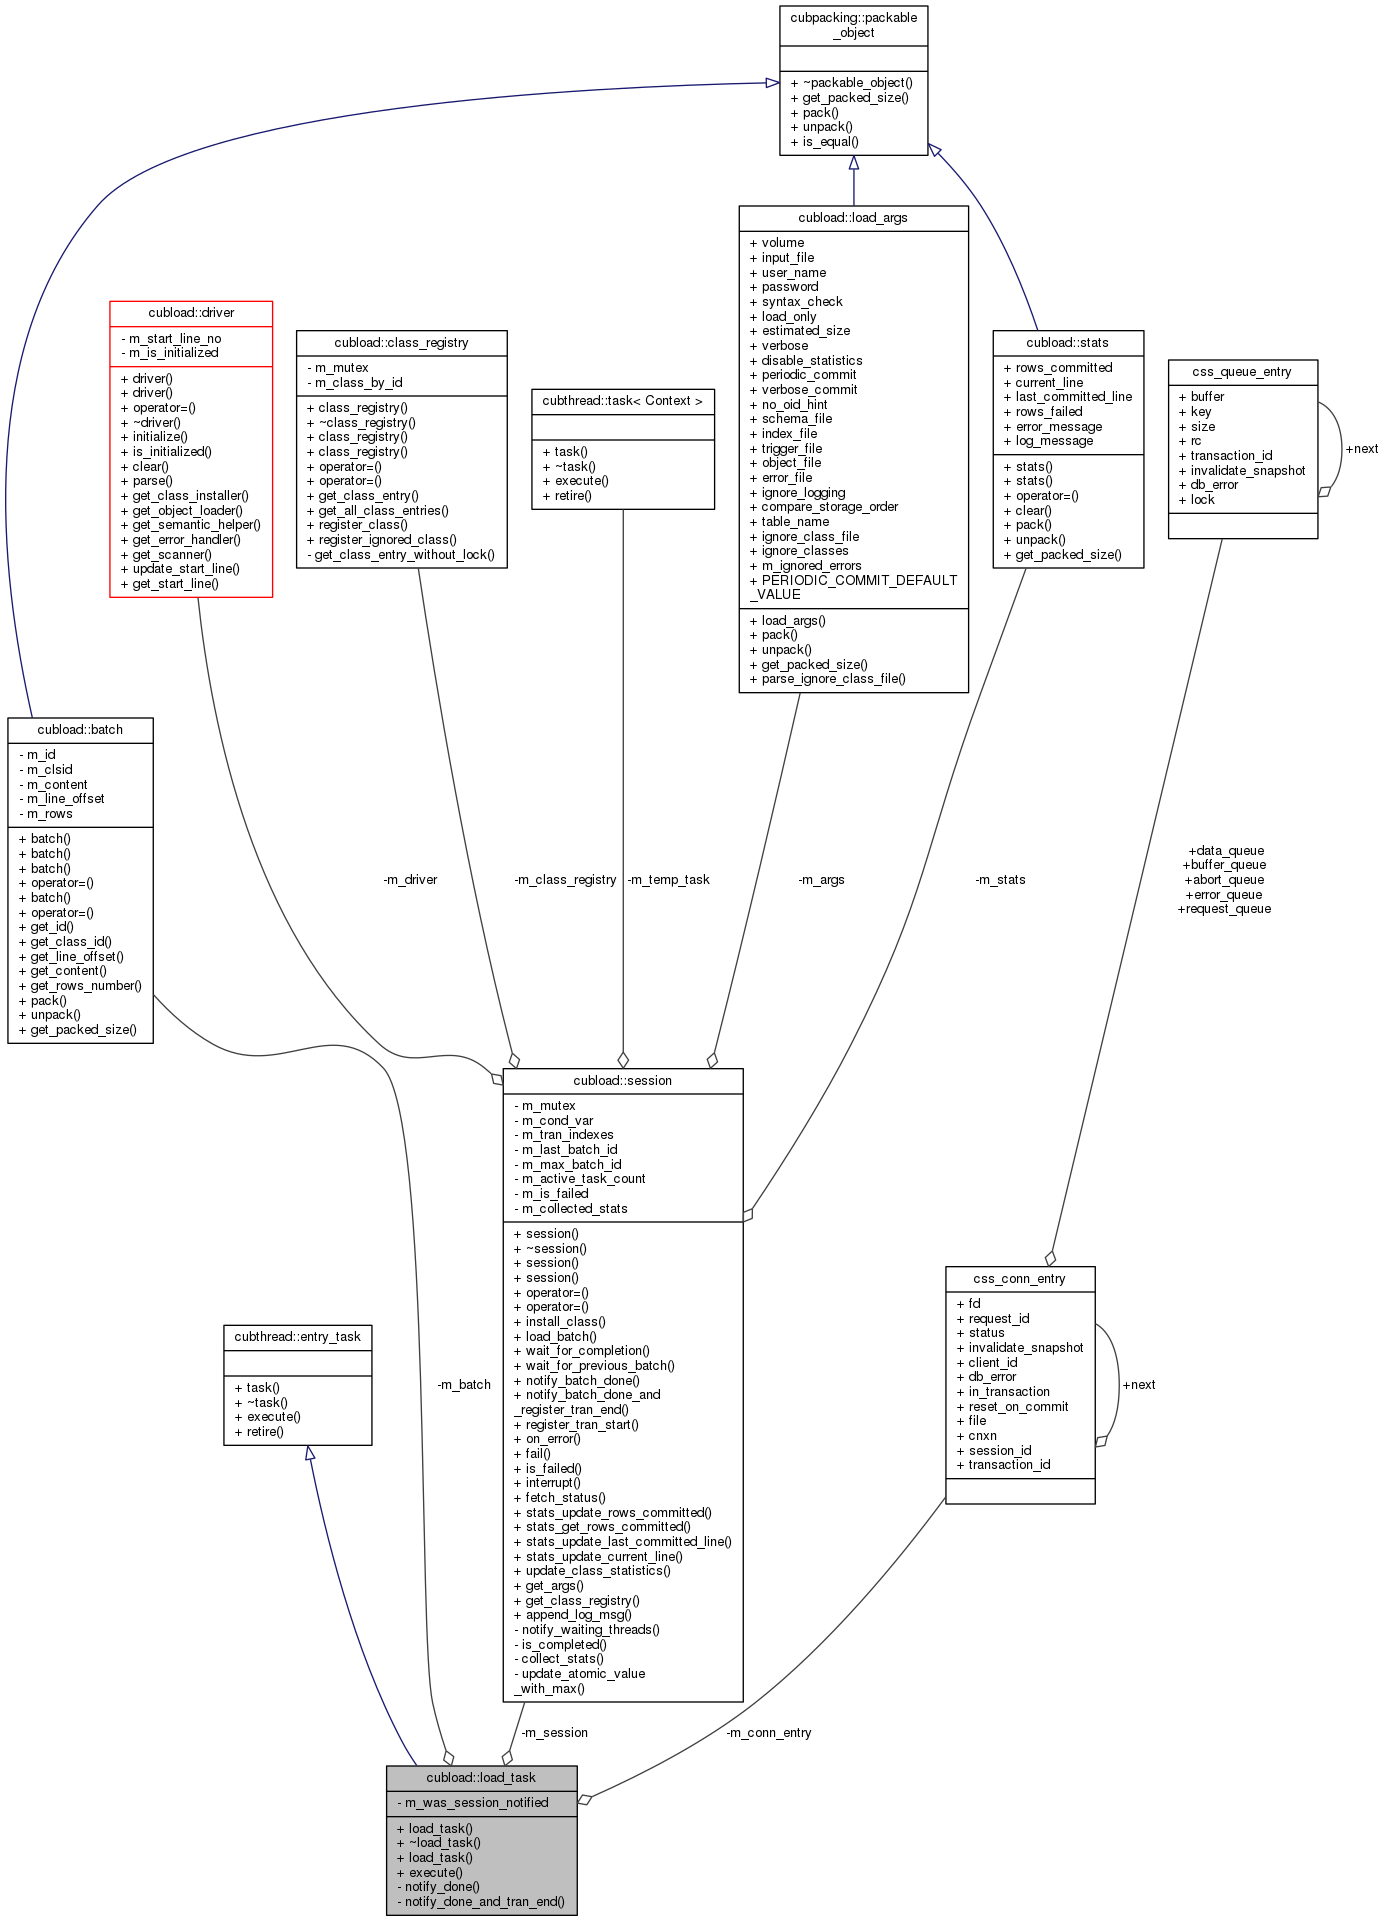 cubpacking::packable
_object
+ ~packable_object()
+ get_packed_size()
+ pack()
+ unpack()
+ is_equal()
cubload::load_args
+ volume
+ input_file
+ user_name
+ password
+ syntax_check
+ load_only
+ estimated_size
+ verbose
+ disable_statistics
+ periodic_commit
+ verbose_commit
+ no_oid_hint
+ schema_file
+ index_file
+ trigger_file
+ object_file
+ error_file
+ ignore_logging
+ compare_storage_order
+ table_name
+ ignore_class_file
+ ignore_classes
+ m_ignored_errors
+ PERIODIC_COMMIT_DEFAULT
_VALUE
+ load_args()
+ pack()
+ unpack()
+ get_packed_size()
+ parse_ignore_class_file()
cubload::driver
- m_start_line_no
- m_is_initialized
+ driver()
+ driver()
+ operator=()
+ ~driver()
+ initialize()
+ is_initialized()
+ clear()
+ parse()
+ get_class_installer()
+ get_object_loader()
+ get_semantic_helper()
+ get_error_handler()
+ get_scanner()
+ update_start_line()
+ get_start_line()
cubload::class_registry
- m_mutex
- m_class_by_id
+ class_registry()
+ ~class_registry()
+ class_registry()
+ class_registry()
+ operator=()
+ operator=()
+ get_class_entry()
+ get_all_class_entries()
+ register_class()
+ register_ignored_class()
- get_class_entry_without_lock()
cubthread::task< Context >
+ task()
+ ~task()
+ execute()
+ retire()
cubload::stats
+ rows_committed
+ current_line
+ last_committed_line
+ rows_failed
+ error_message
+ log_message
+ stats()
+ stats()
+ operator=()
+ clear()
+ pack()
+ unpack()
+ get_packed_size()
css_queue_entry
+ buffer
+ key
+ size
+ rc
+ transaction_id
+ invalidate_snapshot
+ db_error
+ lock
+next
cubload::batch
- m_id
- m_clsid
- m_content
- m_line_offset
- m_rows
+ batch()
+ batch()
+ batch()
+ operator=()
+ batch()
+ operator=()
+ get_id()
+ get_class_id()
+ get_line_offset()
+ get_content()
+ get_rows_number()
+ pack()
+ unpack()
+ get_packed_size()
-m_driver
-m_class_registry
-m_temp_task
-m_args
-m_stats
+data_queue
+buffer_queue
+abort_queue
+error_queue
+request_queue
cubload::session
- m_mutex
- m_cond_var
- m_tran_indexes
- m_last_batch_id
- m_max_batch_id
- m_active_task_count
- m_is_failed
- m_collected_stats
+ session()
+ ~session()
+ session()
+ session()
+ operator=()
+ operator=()
+ install_class()
+ load_batch()
+ wait_for_completion()
+ wait_for_previous_batch()
+ notify_batch_done()
+ notify_batch_done_and
_register_tran_end()
+ register_tran_start()
+ on_error()
+ fail()
+ is_failed()
+ interrupt()
+ fetch_status()
+ stats_update_rows_committed()
+ stats_get_rows_committed()
+ stats_update_last_committed_line()
+ stats_update_current_line()
+ update_class_statistics()
+ get_args()
+ get_class_registry()
+ append_log_msg()
- notify_waiting_threads()
- is_completed()
- collect_stats()
- update_atomic_value
_with_max()
css_conn_entry
+ fd
+ request_id
+ status
+ invalidate_snapshot
+ client_id
+ db_error
+ in_transaction
+ reset_on_commit
+ file
+ cnxn
+ session_id
+ transaction_id
+next
cubthread::entry_task
+ task()
+ ~task()
+ execute()
+ retire()
-m_batch
-m_session
-m_conn_entry
cubload::load_task
- m_was_session_notified
+ load_task()
+ ~load_task()
+ load_task()
+ execute()
- notify_done()
- notify_done_and_tran_end()